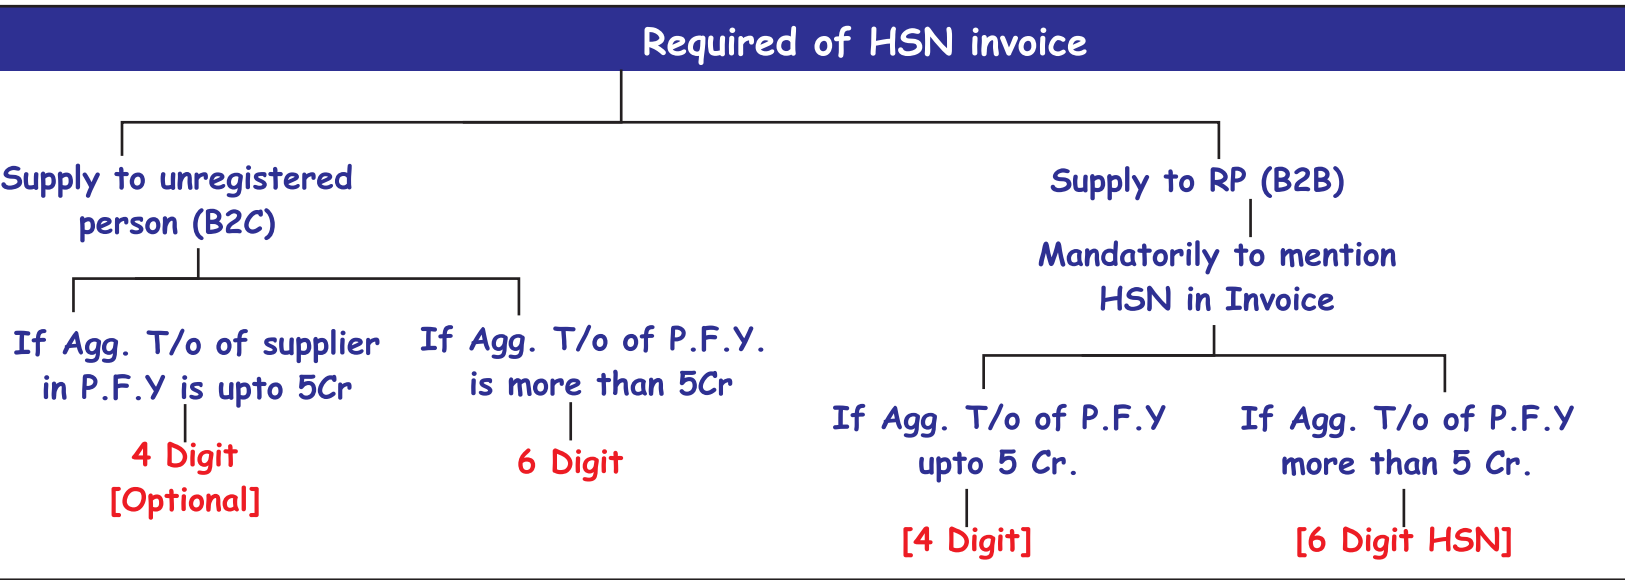 Required of HSN invoice
Supply to unregistered
person (B2C)
If Agg. T/o of supplier
in P.F.Y is upto 5Cr
4 Digit
[Optional]
If Agg. T/o of P.F.Y.
is more than 5Cr
6 Digit
Supply to RP (B2B)
Mandatorily to mention
HSN in Invoice
If Agg. T/o of P.F.Y
upto 5 Cr.
[4 Digit]
If Agg. T/o of P.F.Y
more than 5 Cr.
[6 Digit HSN]